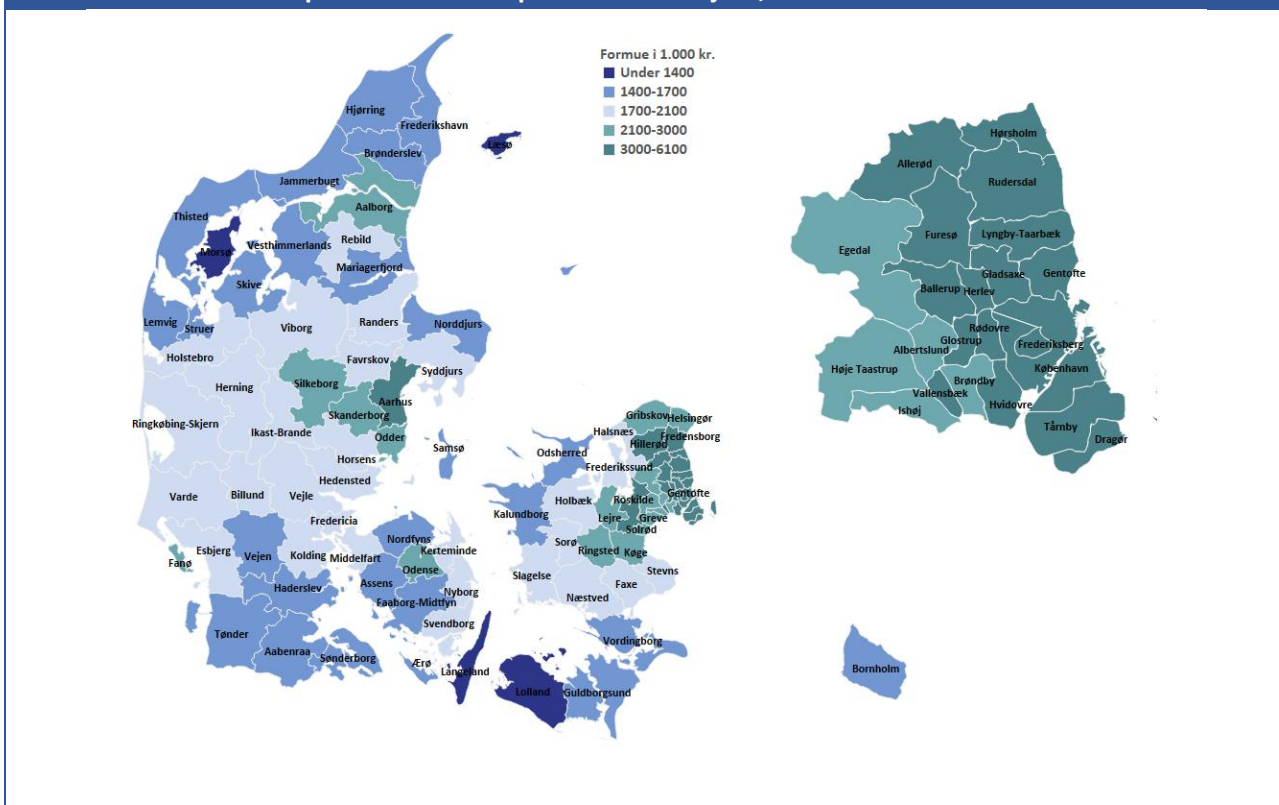 Formue i 1.000 kr.
Under 1400
1400-1700
1700-2100
2100-3000
3000-6100
Hjørring
Frederikshavn
Læsø
Brønderslev
Jammerbugt
Thisted
Aalborg
Rebild
Vesthimmerlands
Morsø
Mariagerfjord
Skive
Lemvig
Struer
Viborg
Randers
Norddjurs
Holstebro
Favrskov
Syddjurs
Silkeborg
Herning
Aarhus
Skanderborg
Ringkøbing-Skjern
Ikast-Brande
Odder
Samsø
Horsens
Hedensted
Varde
Billund
Vejle
Fredericia
Esbjerg
Vejen
Kolding
Middelfart
Fanø
Nordfyns
Kerteminde
Odense
Haderslev
Assens
Nyborg
Faaborg-Midtfyn
Svendborg
Tønder
Aabenraa
Sønderborg
Ærø
Langeland
Gribskov
Helsingør
Halsnæs
Fredensborg
Hillerød
Odsherred
Frederikssund
Holbæk
Roskilde
Gentofte
Kalundborg
Lejre
Greve
Solrød
Sorø
Ringsted
Køge
Slagelse
Stevns
Faxe
Næstved
Vordingborg
Lolland
Guldborgsund
Hørsholm
Allerød
Rudersdal
Egedal
Furesø
Lyngby-Taarbæk
Gladsaxe
Gentofte
Ballerup
Herlev
Rødovre
Glostrup
Frederiksberg
Albertslund
Høje Taastrup
København
Brøndby
Vallensbæk
Ishøj
Hvidovre
Tårnby
Dragør
Bornholm